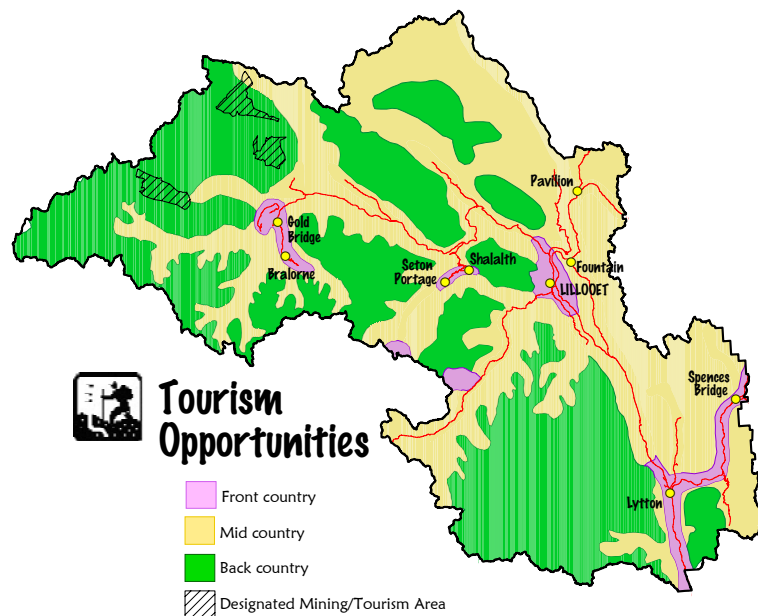 Pavilion
Gold
Bridge
Bralorne
Seton
Portage
Shalalth
Fountain
LILLOOET
Spences
Bridge
Lytton
Tourism
Opportunities
Front country
Mid country
Back country
Designated Mining/Tourism Area